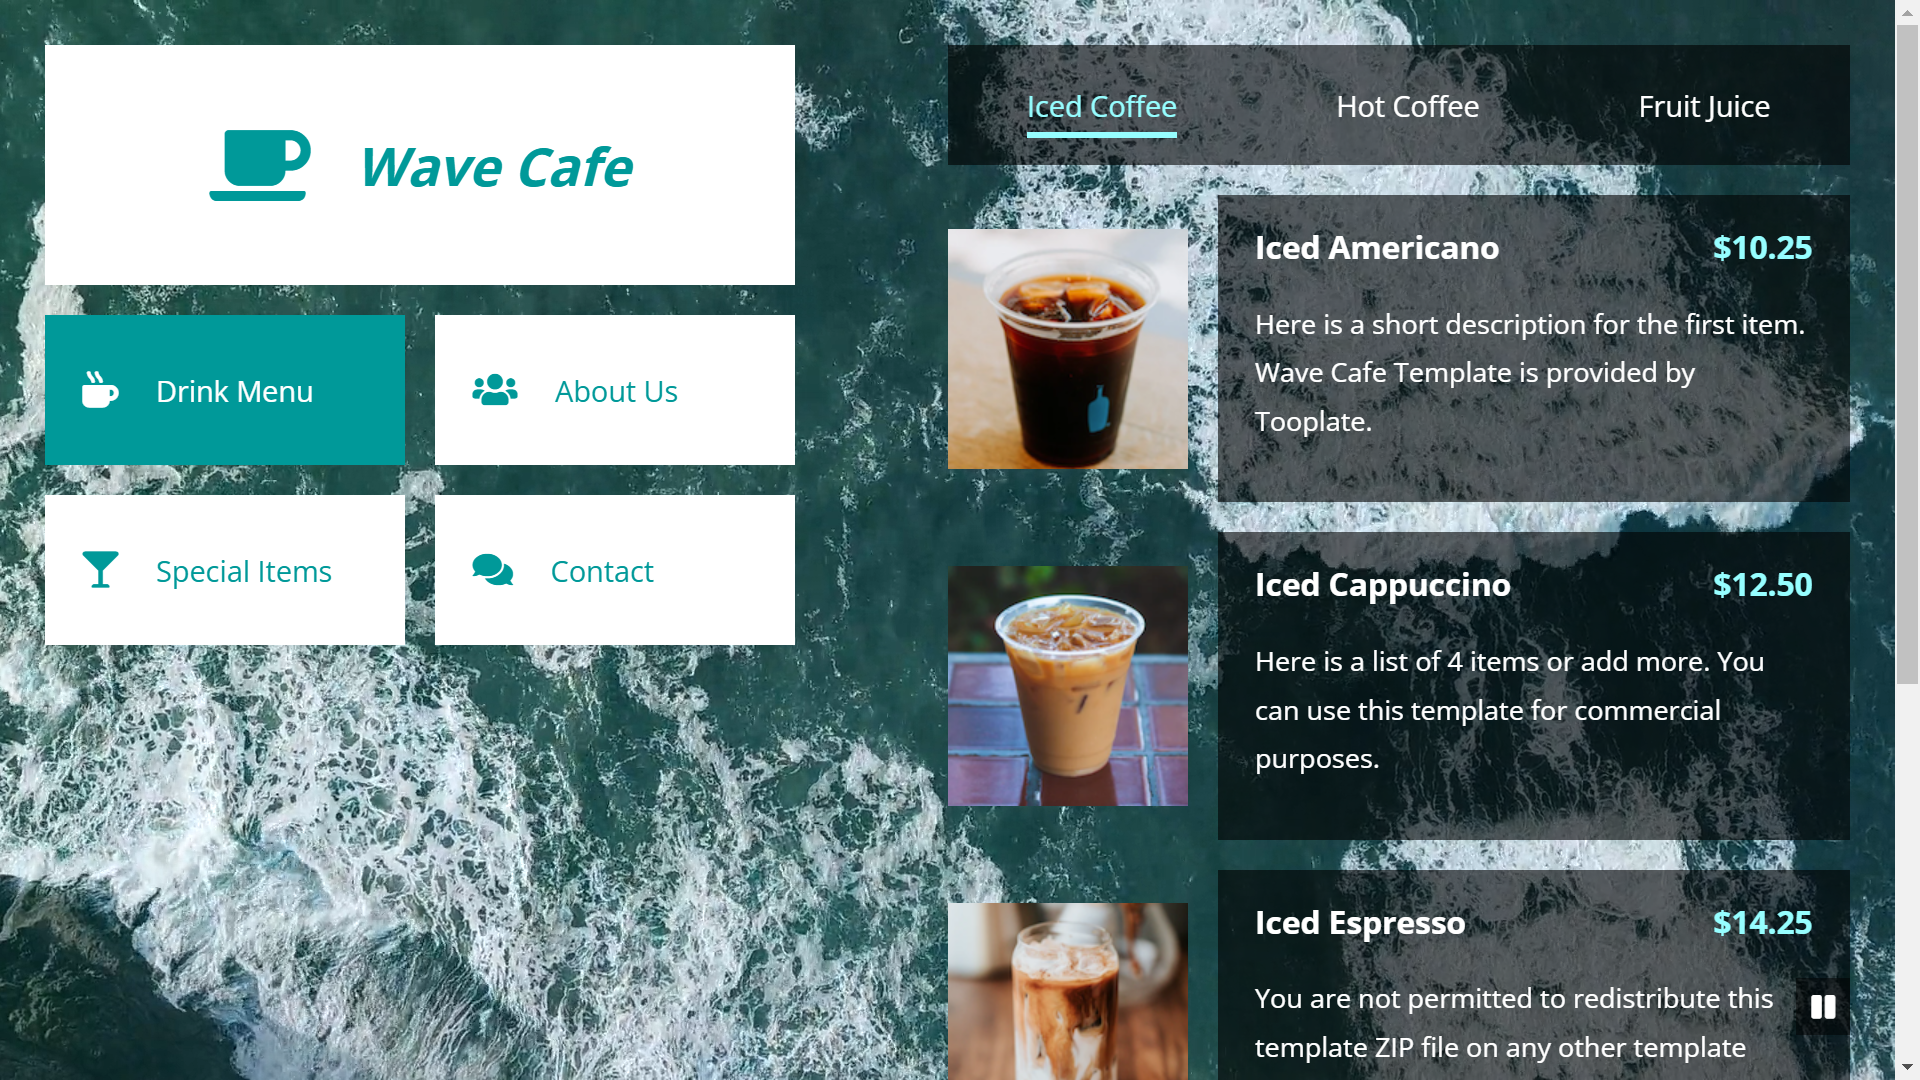 Wave Cafe
Drink Menu
About Us
Special Items
Contact
Iced Coffee
Hot Coffee
Fruit Juice
Iced Americano
$10.25
Here is a short description for the first item.
Wave Cafe Template is provided by
Tooplate.
Iced Cappuccino
$12.50
Here is a list of 4 items or add more. You
can use this template for commercial
purposes.
Iced Espresso
$14.25
You are not permitted to redistribute this
template ZIP file on any other template